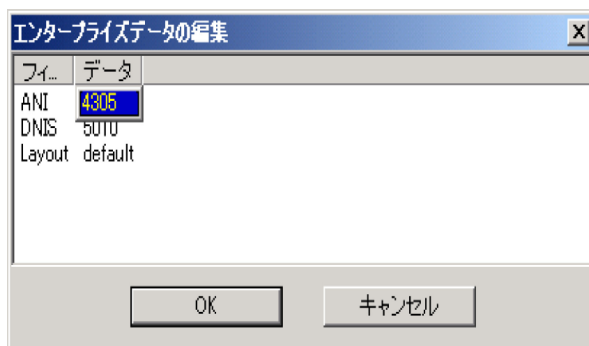 エンタープライズデータの編集
フィ... データ
ANI 4305
DNIS 5010
Layout default
OK キャンセル